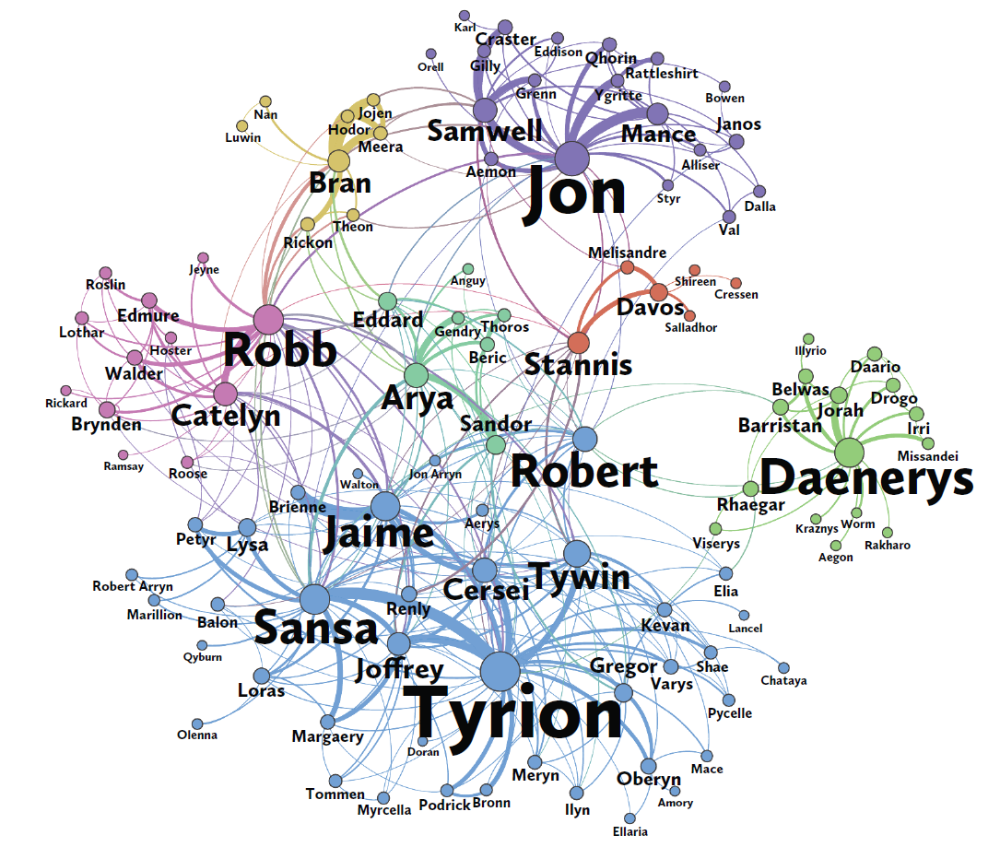 Karl
Craster
Eddison
Qhorin
Orell
Gilly
Rattleshirt
Grenn
Ygritte
Bowen
Nan
Jojen
Hodor
Samwell
Mance
Janos
Luwin
Meera
Aemon
Alliser
Bran
Jon
Styr
Dalla
Theon
Val
Rickon
Melisandre
Jeyne
Anguy
Shireen
Roslin
Cressen
Edmure
Eddard
Davos
Lothar
Gendry
Thoros
Salladhor
Hoster
Robb
Beric
Illyrio
Walder
Stannis
Daario
Belwas
Rickard
Catelyn
Arya
Jorah
Drogo
Brynden
Sandor
Barristan
Irri
Missandei
Ramsay
Roose
Jon Arryn
Robert
Daenerys
Walton
Brienne
Rhaegar
Petyr
Lysa
Jaime
Aerys
Kraznys
Worm
Viserys
Rakharo
Aegon
Robert Arryn
Cersei
Tywin
Elia
Marillion
Balon
Sansa
Renly
Kevan
Lancel
Qyburn
Joffrey
Gregor
Shae
Varys
Chataya
Loras
Tyrion
Pycelle
Olenna
Margaery
Doran
Meryn
Mace
Oberyn
Tommen
Myrcella
Podrick
Bronn
Ilyn
Amory
Ellaria